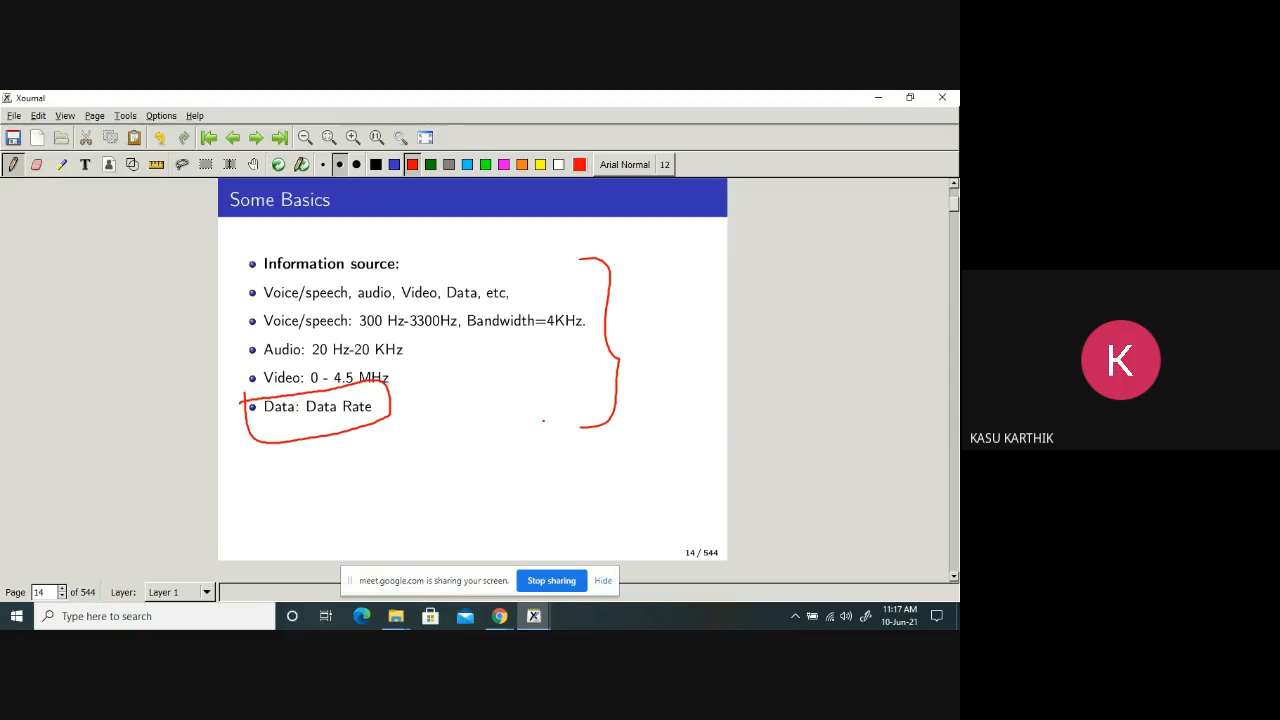 Xournal
File Edit View Page Tools Options Help
Arial Normal 12
Some Basics
Information source:
Voice/speech, audio, Video, Data, etc,
Voice/speech: 300 Hz-3300Hz, Bandwidth=4KHz.
Audio: 20 Hz-20 KHz
Video: 0 - 4.5 MHz
Data: Data Rate
14 / 544
K
KASU KARTHIK
meet.google.com is sharing your screen. Stop sharing Hide
Page 14 of 544 Layer: Layer 1
Type here to search
11:17 AM
10-Jun-21